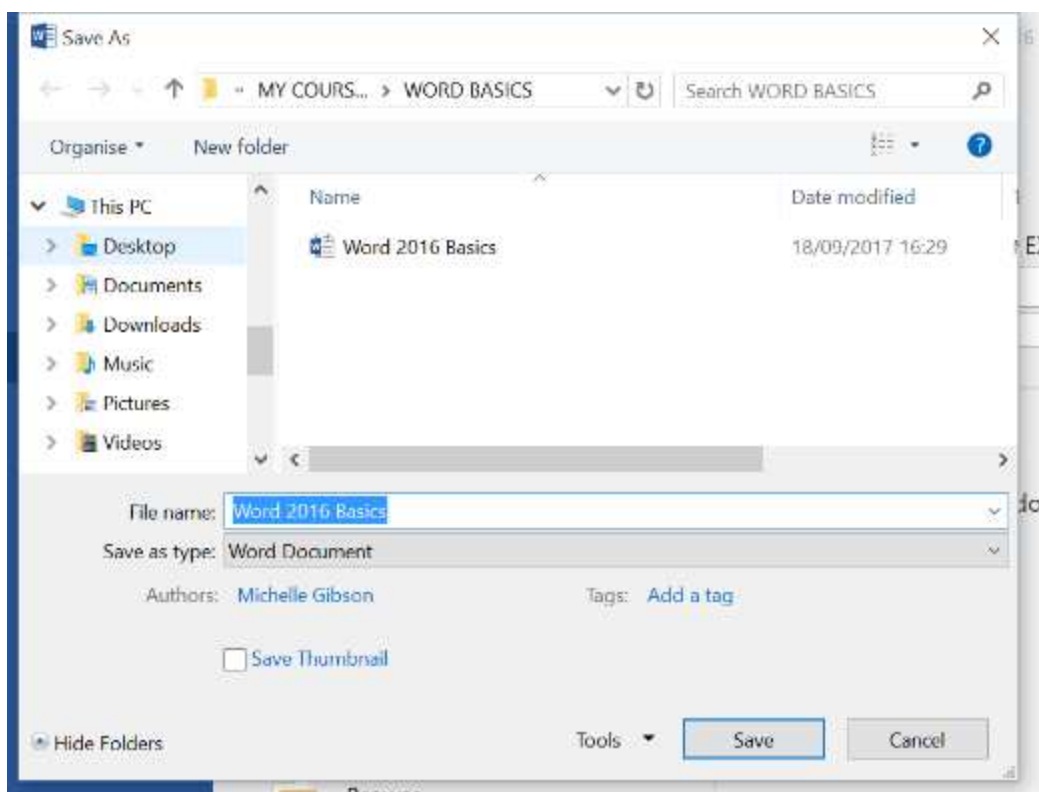 Save As
« MY COURS... > WORD BASICS
Search WORD BASICS
Organise
New folder
Name
Date modified
This PC
Desktop
Word 2016 Basics
18/09/2017 16:29
Documents
Downloads
Music
Pictures
Videos
File name: Word 2016 Basics
Save as type: Word Document
Authors: Michelle Gibson
Tags: Add a tag
Save Thumbnail
Hide Folders
Tools
Save
Cancel